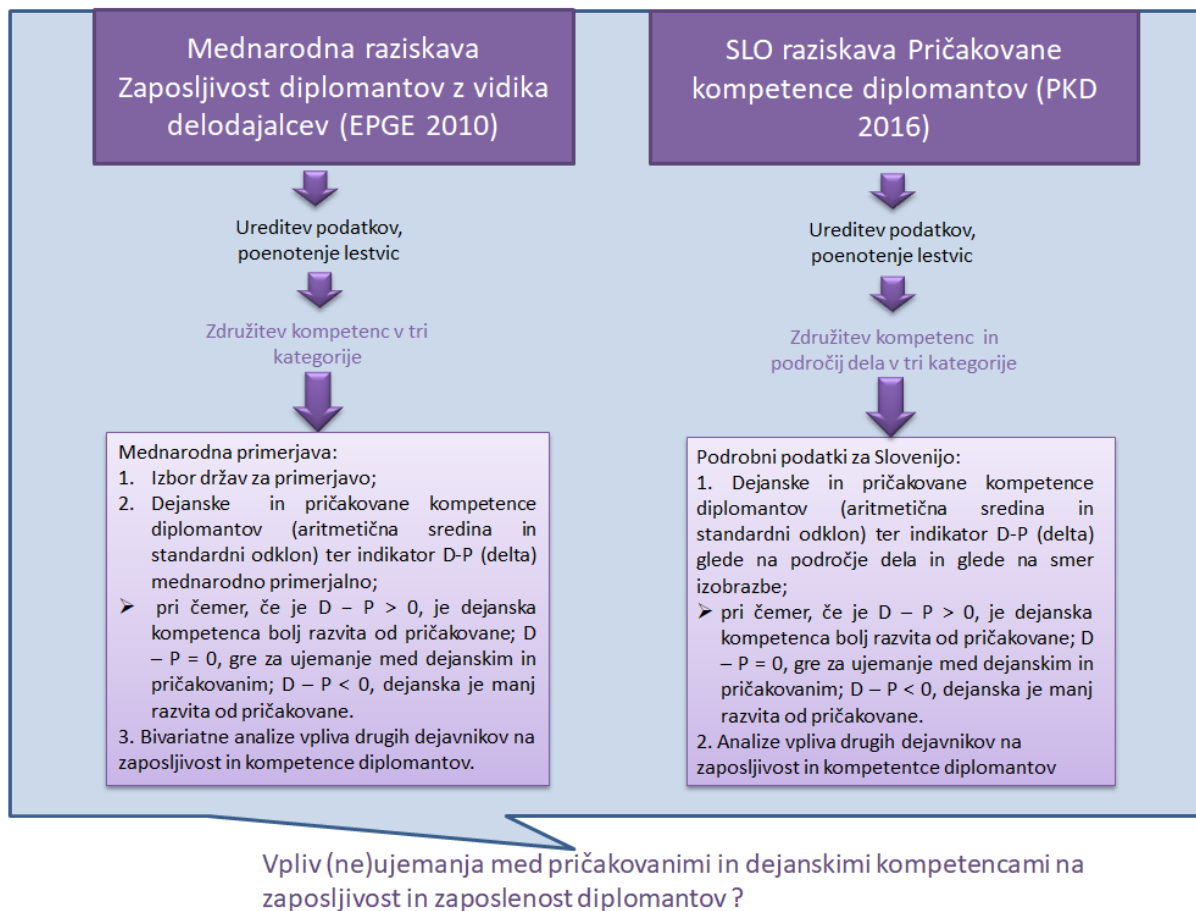 Mednarodna raziskava
Zaposljivost diplomantov z vidika
delodajalcev (EPGE 2010)
Ureditev podatkov,
poenotenje lestvic
Združitev kompetenc v tri
kategorije
Mednarodna primerjava:
1. Izbor držav za primerjavo;
2. Dejanske in pričakovane kompetence
diplomantov (aritmetična sredina in
standardni odklon) ter indikator D-P (delta)
mednarodno primerjalno;
➢ pri čemer, če je D – P > 0, je dejanska
kompetenca bolj razvita od pričakovane; D
– P = 0, gre za ujemanje med dejanskim in
pričakovanim; D – P < 0, dejanska je manj
razvita od pričakovane.
3. Bivariatne analize vpliva drugih dejavnikov na
zaposljivost in kompetence diplomantov.
SLO raziskava Pričakovane
kompetence diplomantov (PKD
2016)
Ureditev podatkov,
poenotenje lestvic
Združitev kompetenc in
področij dela v tri kategorije
Podrobni podatki za Slovenijo:
1. Dejanske in pričakovane kompetence
diplomantov (aritmetična sredina in
standardni odklon) ter indikator D-P (delta)
glede na področje dela in glede na smer
izobrazbe;
➢ pri čemer, če je D – P > 0, je dejanska
kompetenca bolj razvita od pričakovane; D
– P = 0, gre za ujemanje med dejanskim in
pričakovanim; D – P < 0, dejanska je manj
razvita od pričakovane.
2. Analize vpliva drugih dejavnikov na
zaposljivost in kompetentce diplomantov
Vpliv (ne)ujemanja med pričakovanimi in dejanskimi kompetencami na
zaposljivost in zaposlenost diplomantov ?